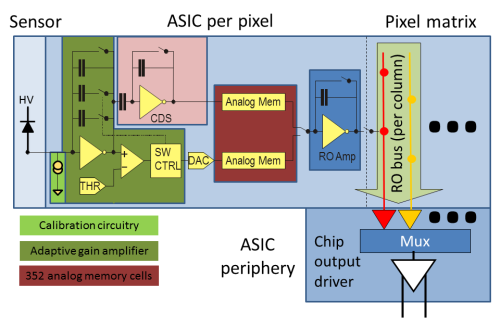 Sensor
ASIC per pixel
Pixel matrix
HV
CDS
Analog Mem
SW
CTRL
DAC
THR
Analog Mem
RO Amp
RO bus (per column)
Calibration circuitry
Adaptive gain amplifier
352 analog memory cells
ASIC
periphery
Chip
output
driver
Mux